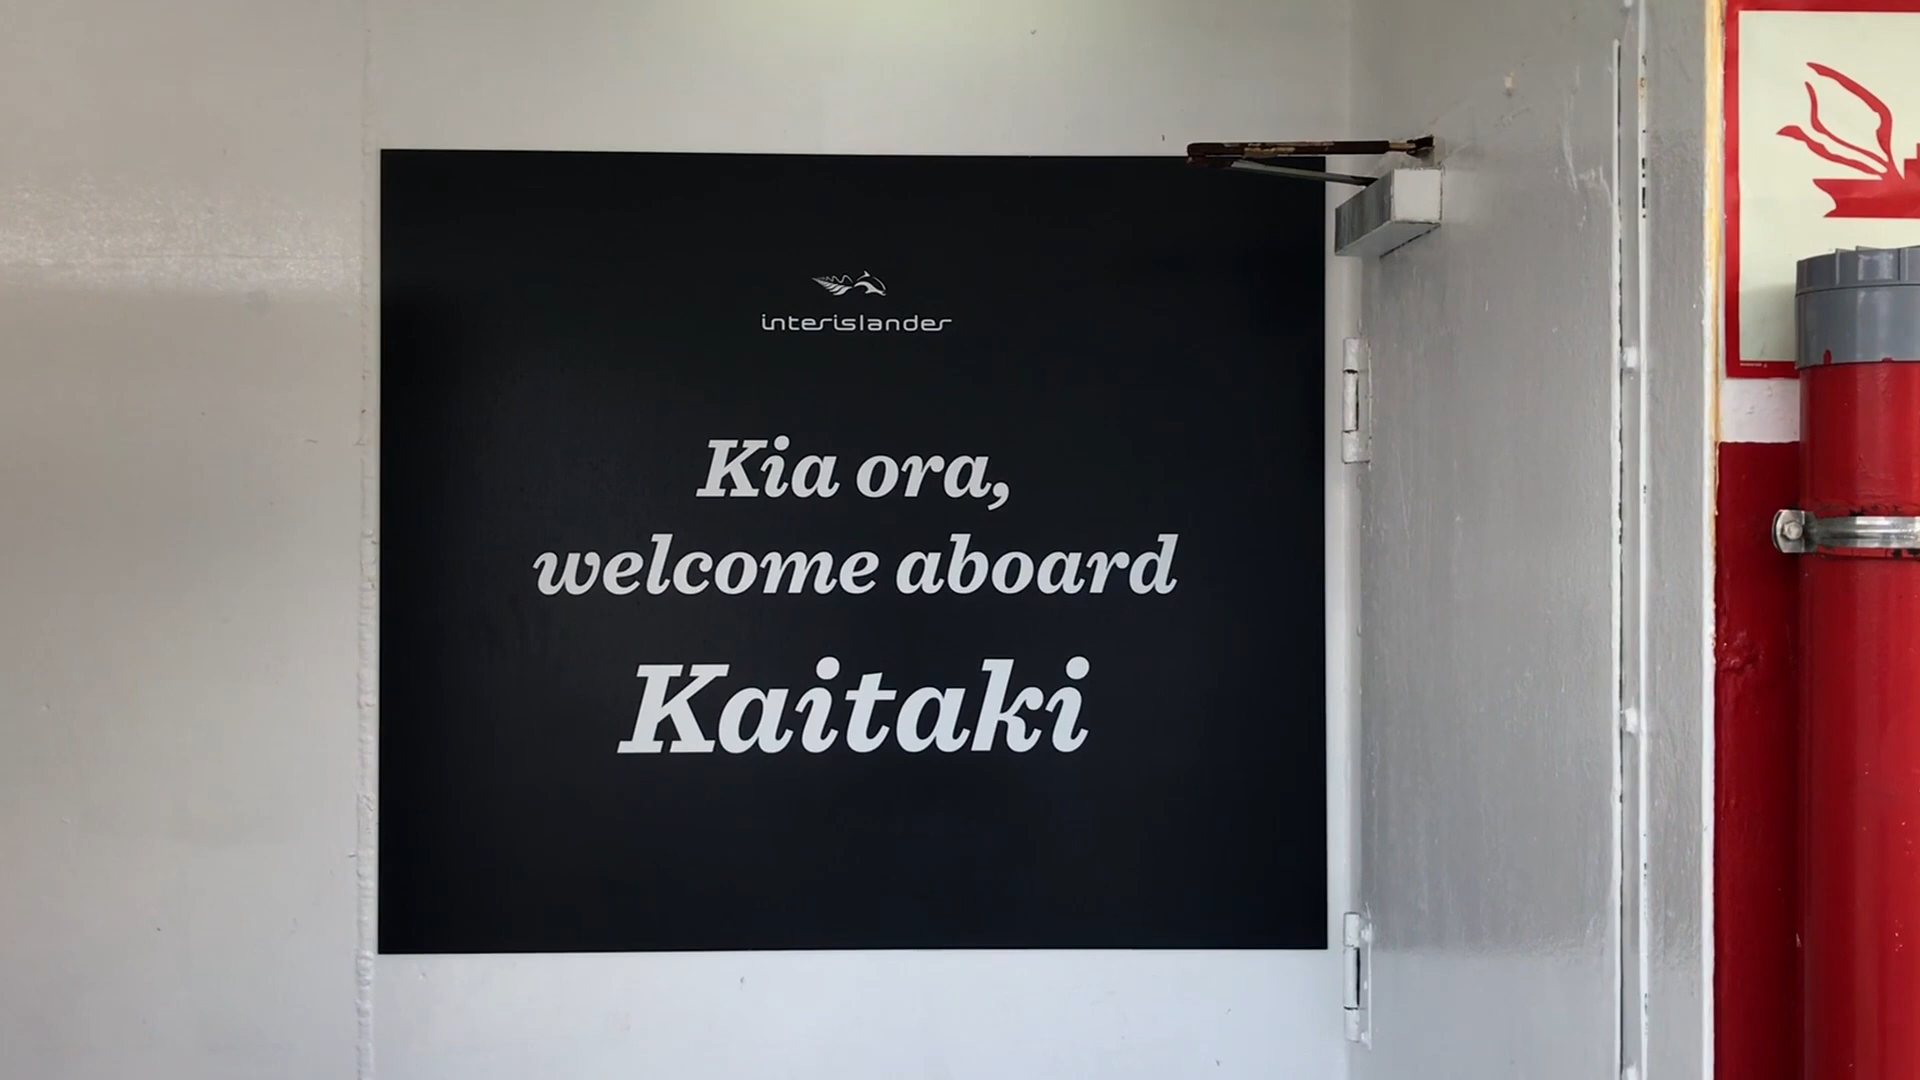 interislander
Kia ora,
welcome aboard
Kaitaki